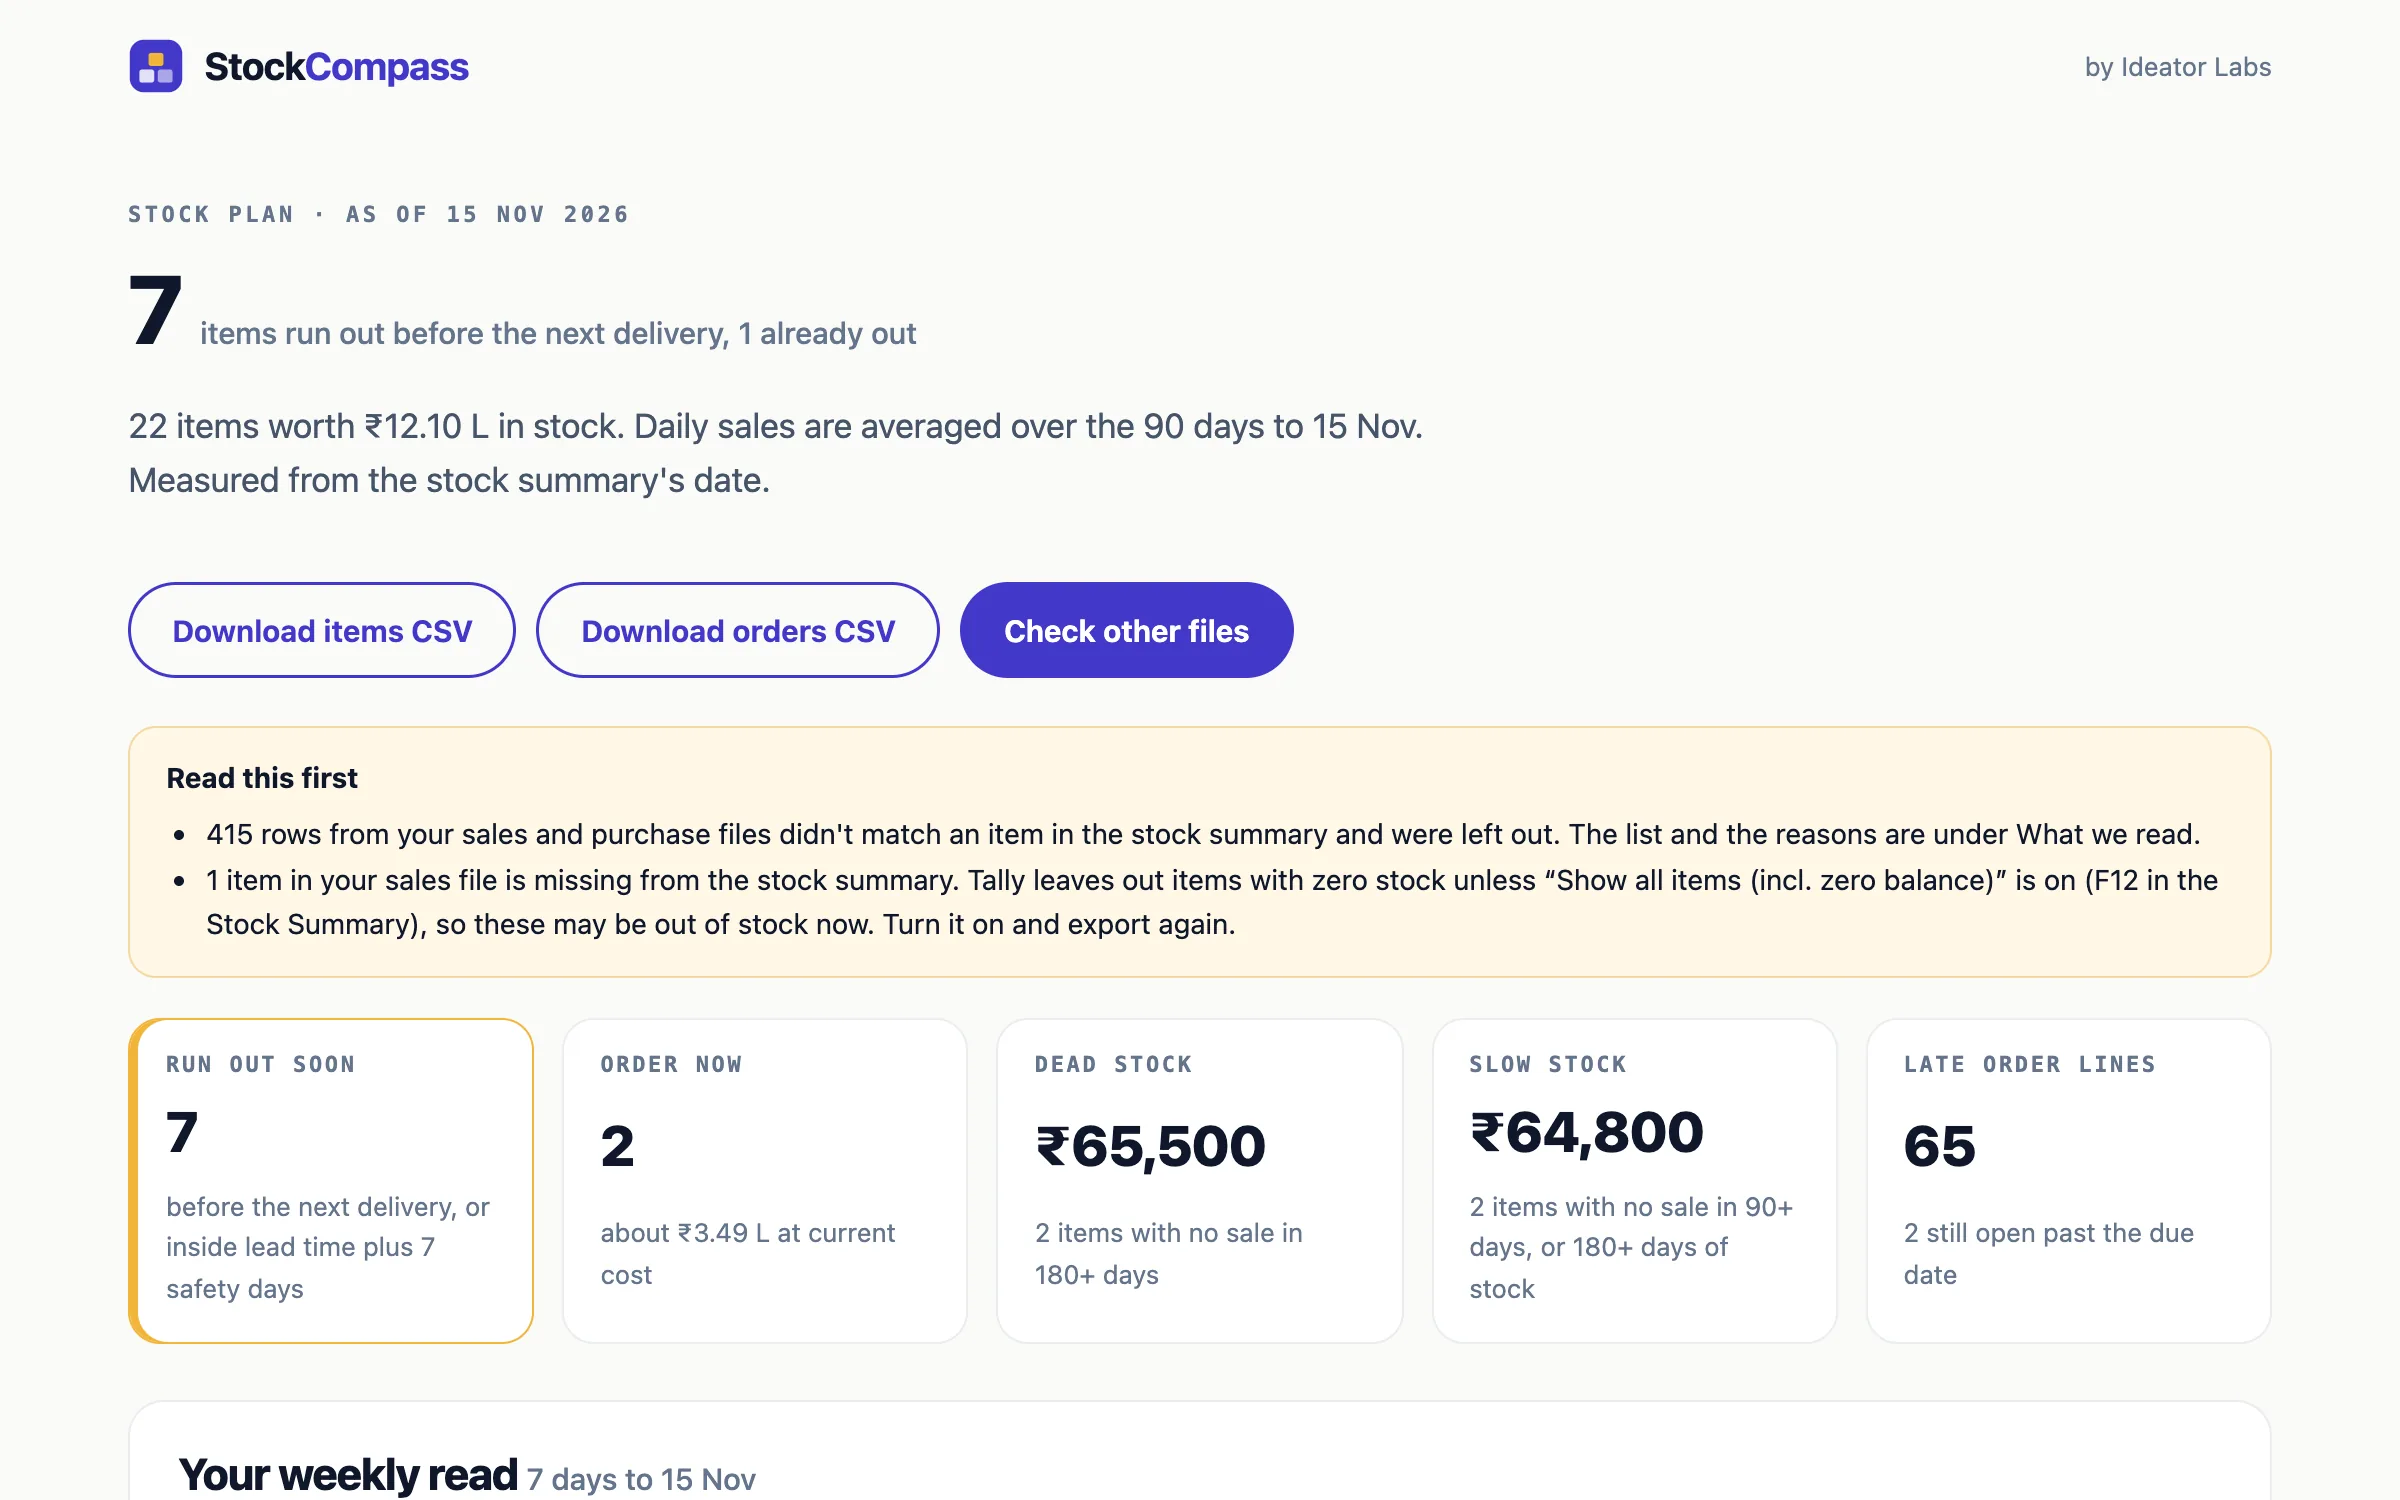 StockCompass
by Ideator Labs
STOCK PLAN · AS OF 15 NOV 2026
7 items run out before the next delivery, 1 already out
22 items worth ₹12.10 L in stock. Daily sales are averaged over the 90 days to 15 Nov.
Measured from the stock summary's date.
Download items CSV
Download orders CSV
Check other files
Read this first
• 415 rows from your sales and purchase files didn't match an item in the stock summary and were left out. The list and the reasons are under What we read.
• 1 item in your sales file is missing from the stock summary. Tally leaves out items with zero stock unless “Show all items (incl. zero balance)” is on (F12 in the
Stock Summary), so these may be out of stock now. Turn it on and export again.
RUN OUT SOON
7
before the next delivery, or
inside lead time plus 7
safety days
ORDER NOW
2
about ₹3.49 L at current
cost
DEAD STOCK
₹65,500
2 items with no sale in
180+ days
SLOW STOCK
₹64,800
2 items with no sale in 90+
days, or 180+ days of
stock
LATE ORDER LINES
65
2 still open past the due
date
Your weekly read 7 days to 15 Nov